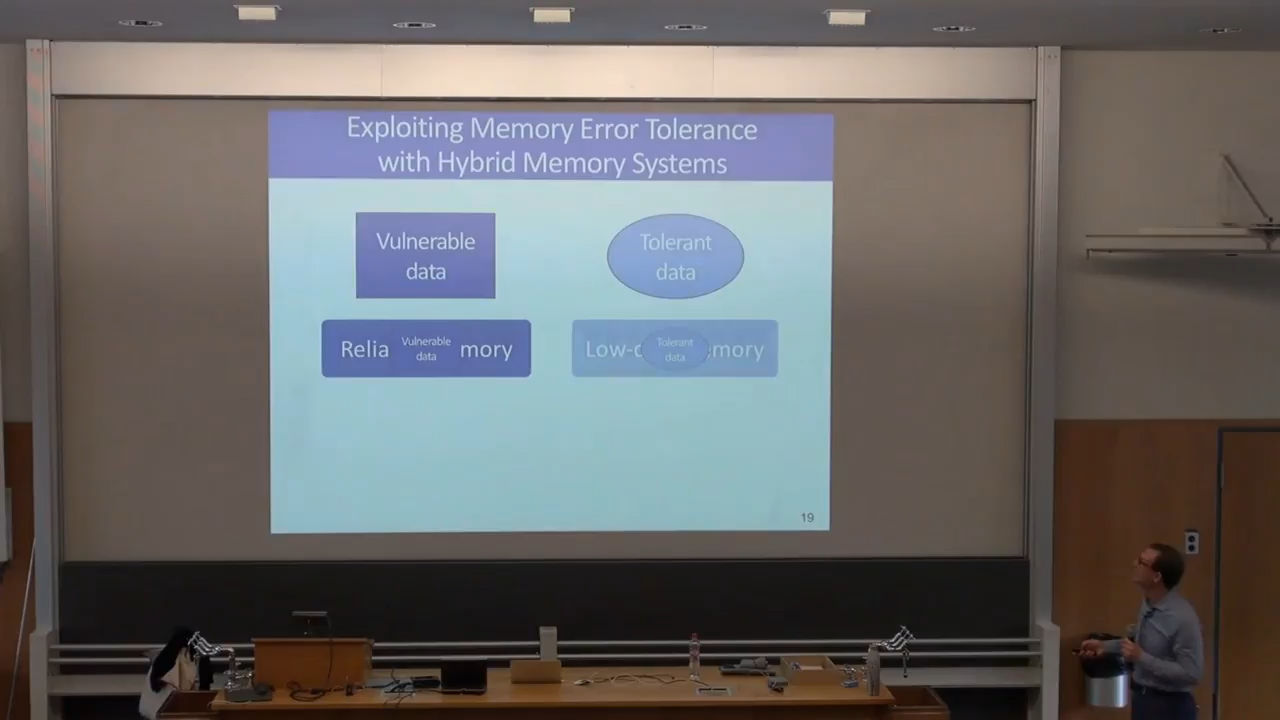 Exploiting Memory Error Tolerance
with Hybrid Memory Systems
Vulnerable
data
Tolerant
data
Relia Vulnerable mory
data
Low-c Tolerant emory
data
19